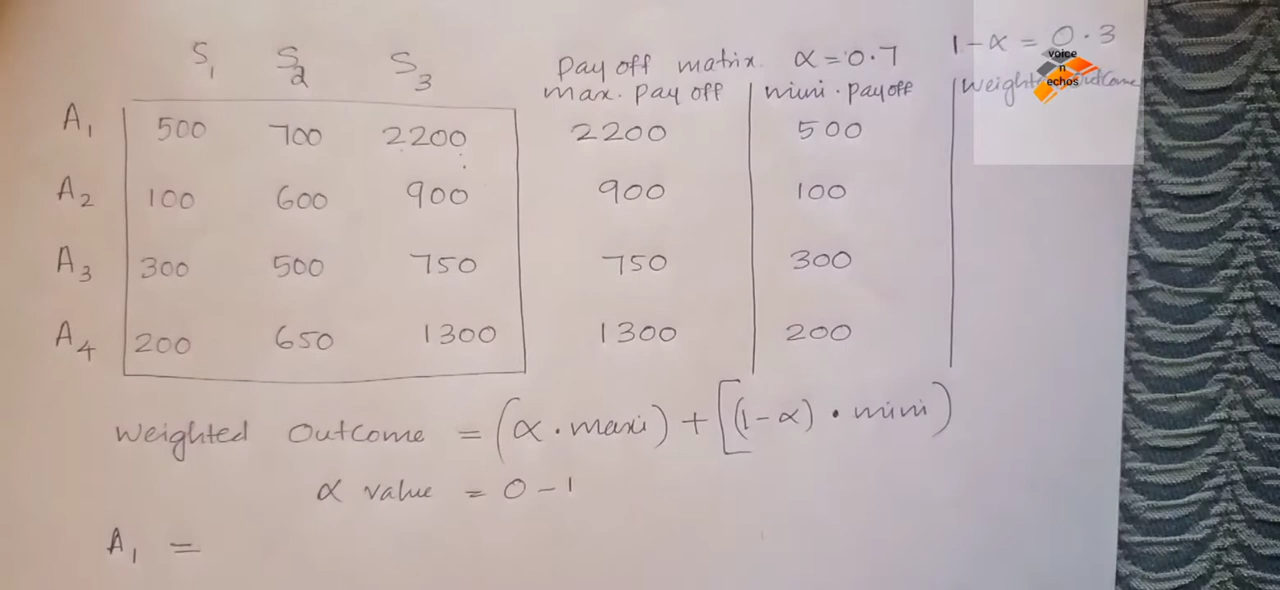 S1 S2 S3 Pay off matrix. α = 0.7 1-α = 0.3
max. pay off mini. payoff
voice
n
echos
A1 500 700 2200 2200 500
A2 100 600 900 900 100
A3 300 500 750 750 300
A4 200 650 1300 1300 200
Weighted Outcome = (α . maxi) + [(1-α) • mini)
α value = 0 - 1
A1 =